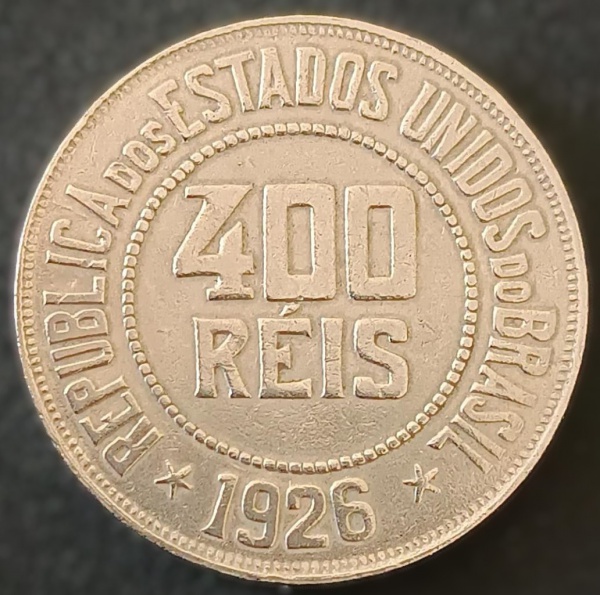 REPUBLICA DOS ESTADOS UNIDOS DO BRASIL
400
RÉIS
1926